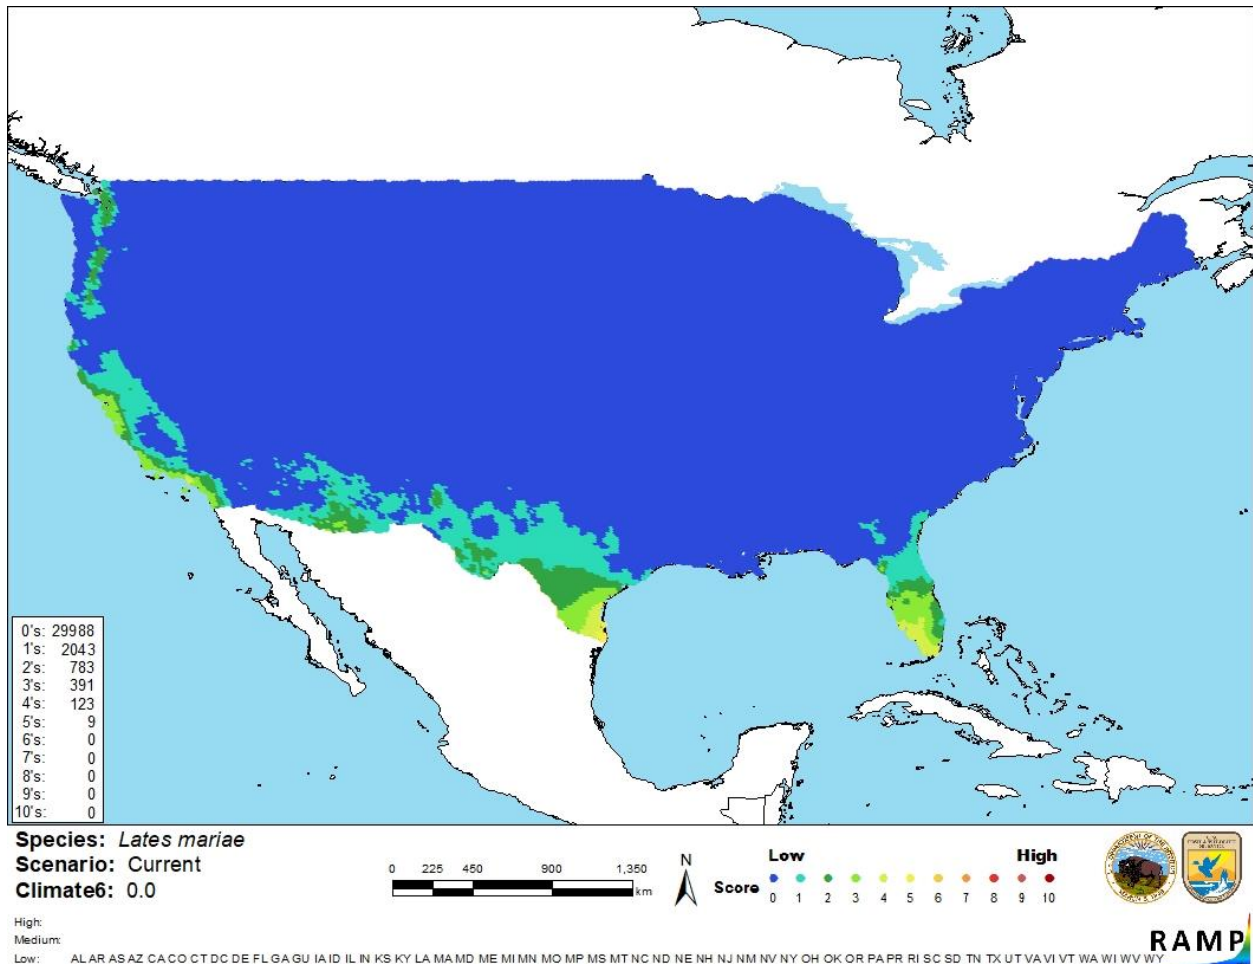 0's: 29988
1's: 2043
2's: 783
3's: 391
4's: 123
5's: 9
6's: 0
7's: 0
8's: 0
9's: 0
10's: 0
Species: Lates mariae
Scenario: Current
Climate6: 0.0
0 225 450 900 1,350
km
N
Low High
Score
0 1 2 3 4 5 6 7 8 9 10
High:
Medium:
Low: AL AR AS AZ CA CO CT DC DE FL GA GU IA ID IL IN KS KY LA MA MD ME MI MN MO MP MS MT NC ND NE NH NJ NM NV NY OH OK OR PA PR RI SC SD TN TX UT VA VI VT WA WI WV WY
RAMP